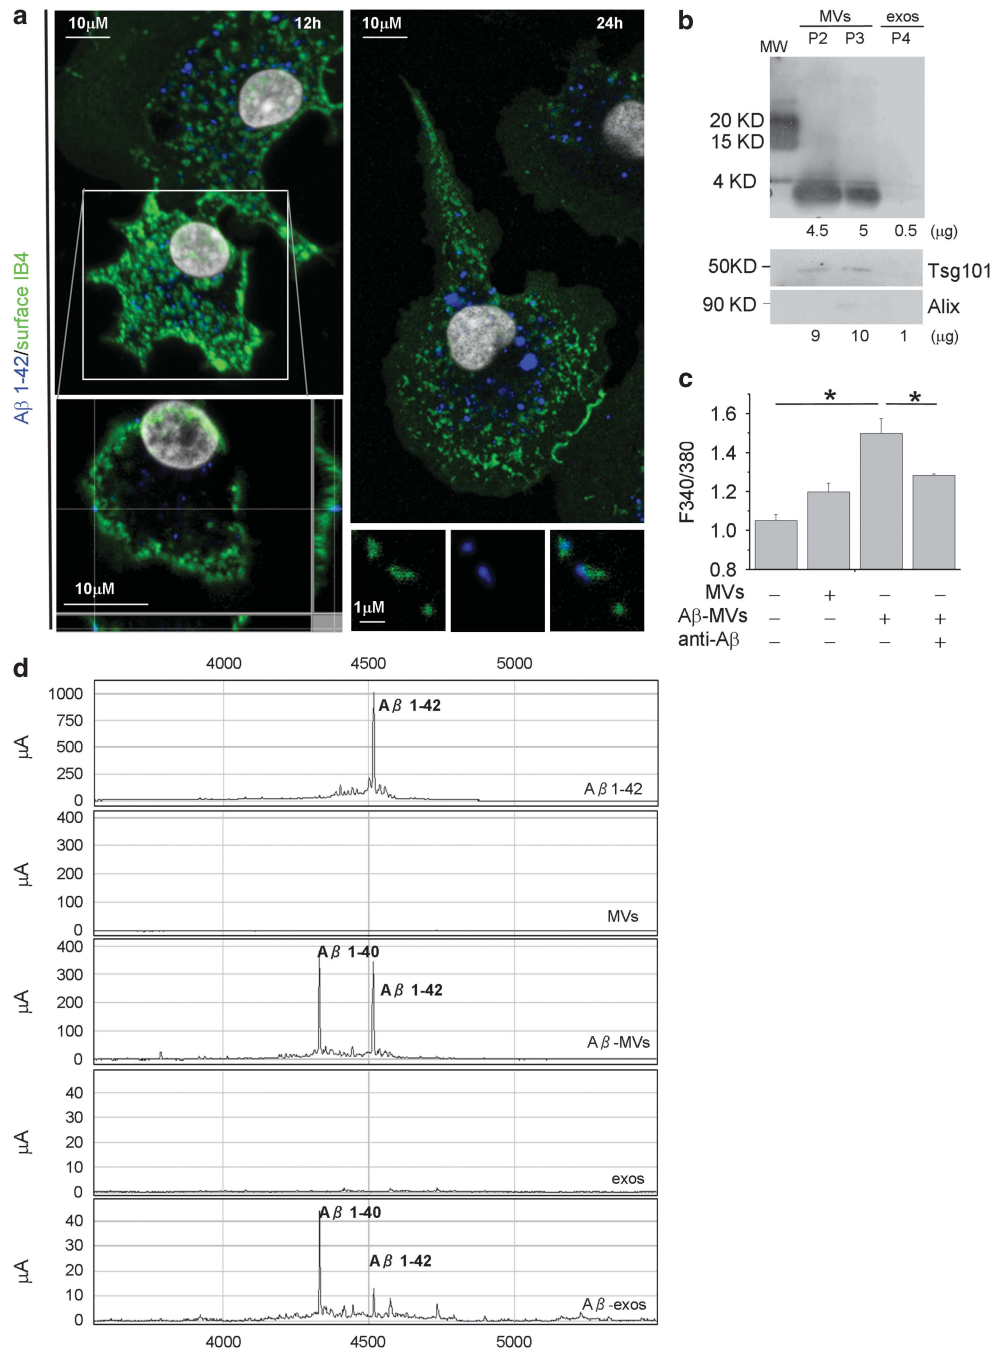 a
10µM 12h
10µM 24h
Aβ 1-42/surface IB4
10µM
1µM
b
MVs exos
MW P2 P3 P4
20 KD
15 KD
4 KD
4.5 5 0.5 (µg)
50KD Tsg101
90 KD Alix
9 10 1 (µg)
c
* *
F340/380
1.6
1.4
1.2
1.0
0.8
MVs – +
Aβ-MVs – + +
anti-Aβ – +
d
4000 4500 5000
µA
1000
750
500
250
0
Aβ 1-42
Aβ1-42
µA
400
300
200
100
0
MVs
µA
400
300
200
100
0
Aβ 1-40
Aβ 1-42
Aβ-MVs
µA
40
30
20
10
0
exos
µA
40
30
20
10
0
Aβ 1-40
Aβ 1-42
Aβ-exos
4000 4500 5000